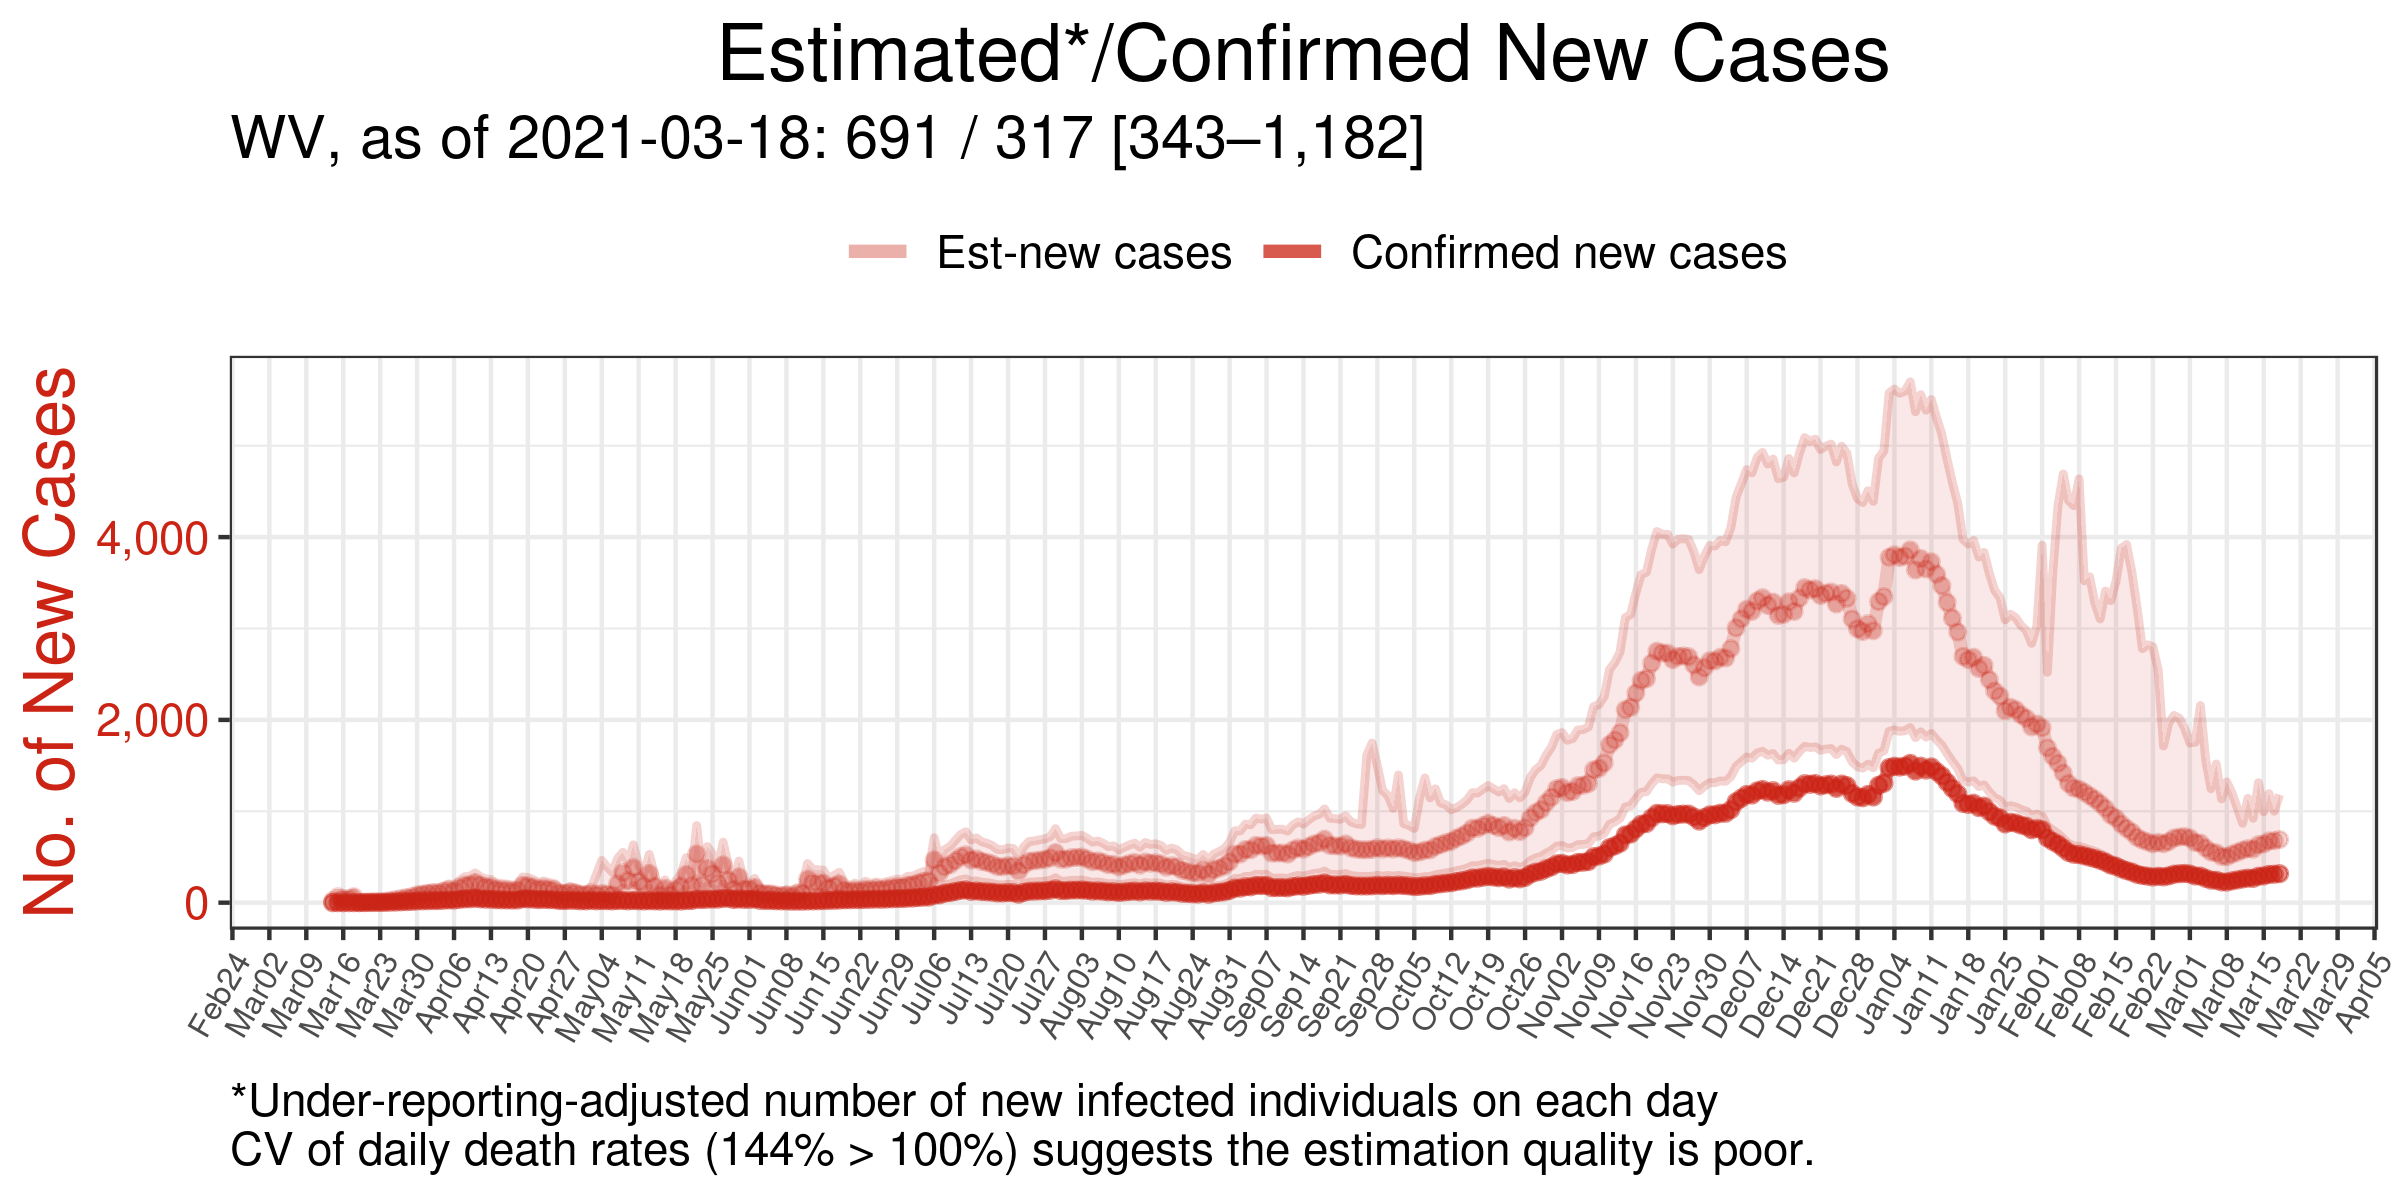 Estimated*/Confirmed New Cases
WV, as of 2021-03-18: 691 / 317 [343–1,182]
Est-new cases
Confirmed new cases
No. of New Cases
4,000
2,000
0
Feb24
Mar02
Mar09
Mar16
Mar23
Mar30
Apr06
Apr13
Apr20
Apr27
May04
May11
May18
May25
Jun01
Jun08
Jun15
Jun22
Jun29
Jul06
Jul13
Jul20
Jul27
Aug03
Aug10
Aug17
Aug24
Aug31
Sep07
Sep14
Sep21
Sep28
Oct05
Oct12
Oct19
Oct26
Nov02
Nov09
Nov16
Nov23
Nov30
Dec07
Dec14
Dec21
Dec28
Jan04
Jan11
Jan18
Jan25
Feb01
Feb08
Feb15
Feb22
Mar01
Mar08
Mar15
Mar22
Mar29
Apr05
*Under-reporting-adjusted number of new infected individuals on each day
CV of daily death rates (144% > 100%) suggests the estimation quality is poor.